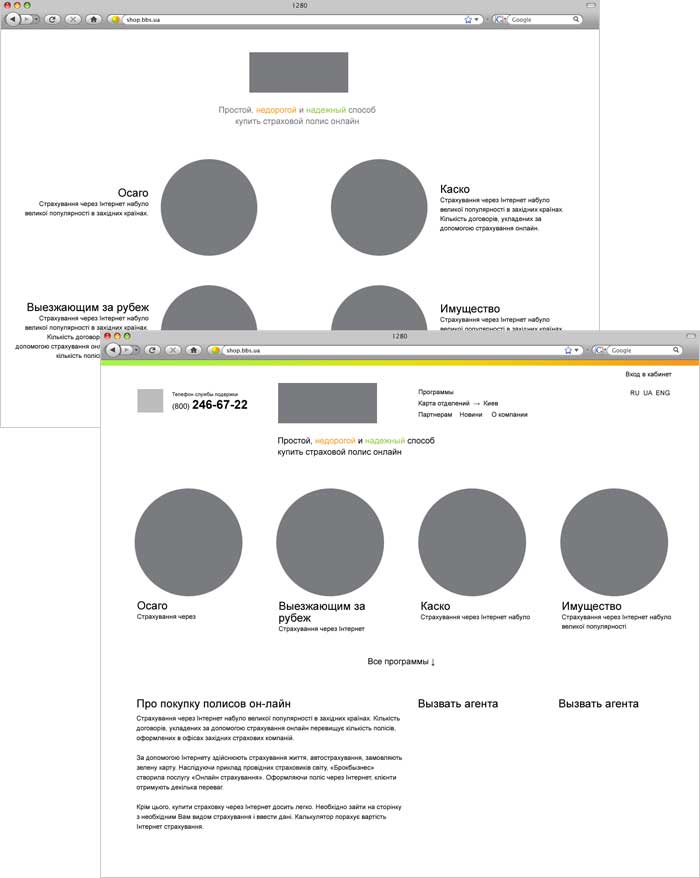 1280
shop.bbs.ua
Google
Простой, недорогой и надежный способ
купить страховой полис онлайн
Осаго
Страхування через Інтернет набуло
великої популярності в західних країнах.
Каско
Страхування через Інтернет набуло
великої популярності в західних країнах.
Кількість договорів, укладених за
допомогою страхування онлайн.
Выезжающим за рубеж
Страхування через Інтернет набуло
великої популярності в західних країнах.
Кількість договор
допомогою страхування онл
кількість поліс
Имущество
Страхування через Інтернет набуло
великої популярності в західних країнах.
1280
shop.bbs.ua
Google
Вход в кабинет
RU UA ENG
Телефон службы подержки
(800) 246-67-22
Программы
Карта отделений → Киев
Партнерам Новини О компании
Простой, недорогой и надежный способ
купить страховой полис онлайн
Осаго
Страхування через
Выезжающим за
рубеж
Страхування через Інтернет
Каско
Страхування через Інтернет набуло
Имущество
Страхування через Інтернет набуло
великої популярності
Все программы ↓
Про покупку полисов он-лайн
Страхування через Інтернет набуло великої популярності в західних країнах. Кількість
договорів, укладених за допомогою страхування онлайн перевищує кількість полісів,
оформлених в офісах західних страхових компаній.
За допомогою Інтернету здійснюють страхування життя, автострахування, замовляють
зелену карту. Наслідуючи приклад провідних страховиків світу, «Брокбызнес»
створила послугу «Онлайн страхування». Оформляючи поліс через Інтернет, клієнти
отримують декілька переваг.
Крім цього, купити страховку через Інтернет досить легко. Необхідно зайти на сторінку
з необхідним Вам видом страхування і ввести дані. Калькулятор порахує вартість
Інтернет страхування.
Вызвать агента
Вызвать агента